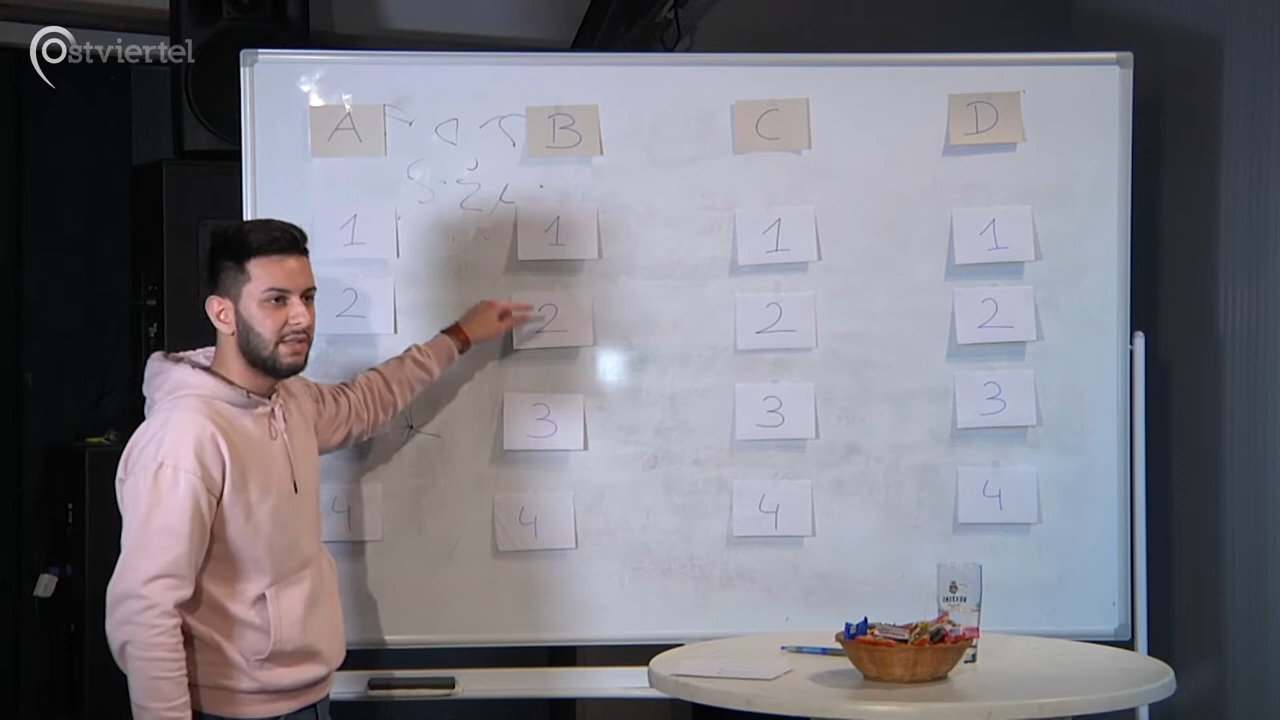 Ostviertel
A B C D
1 1 1 1
2 2 2 2
3 3 3
4 4 4 4